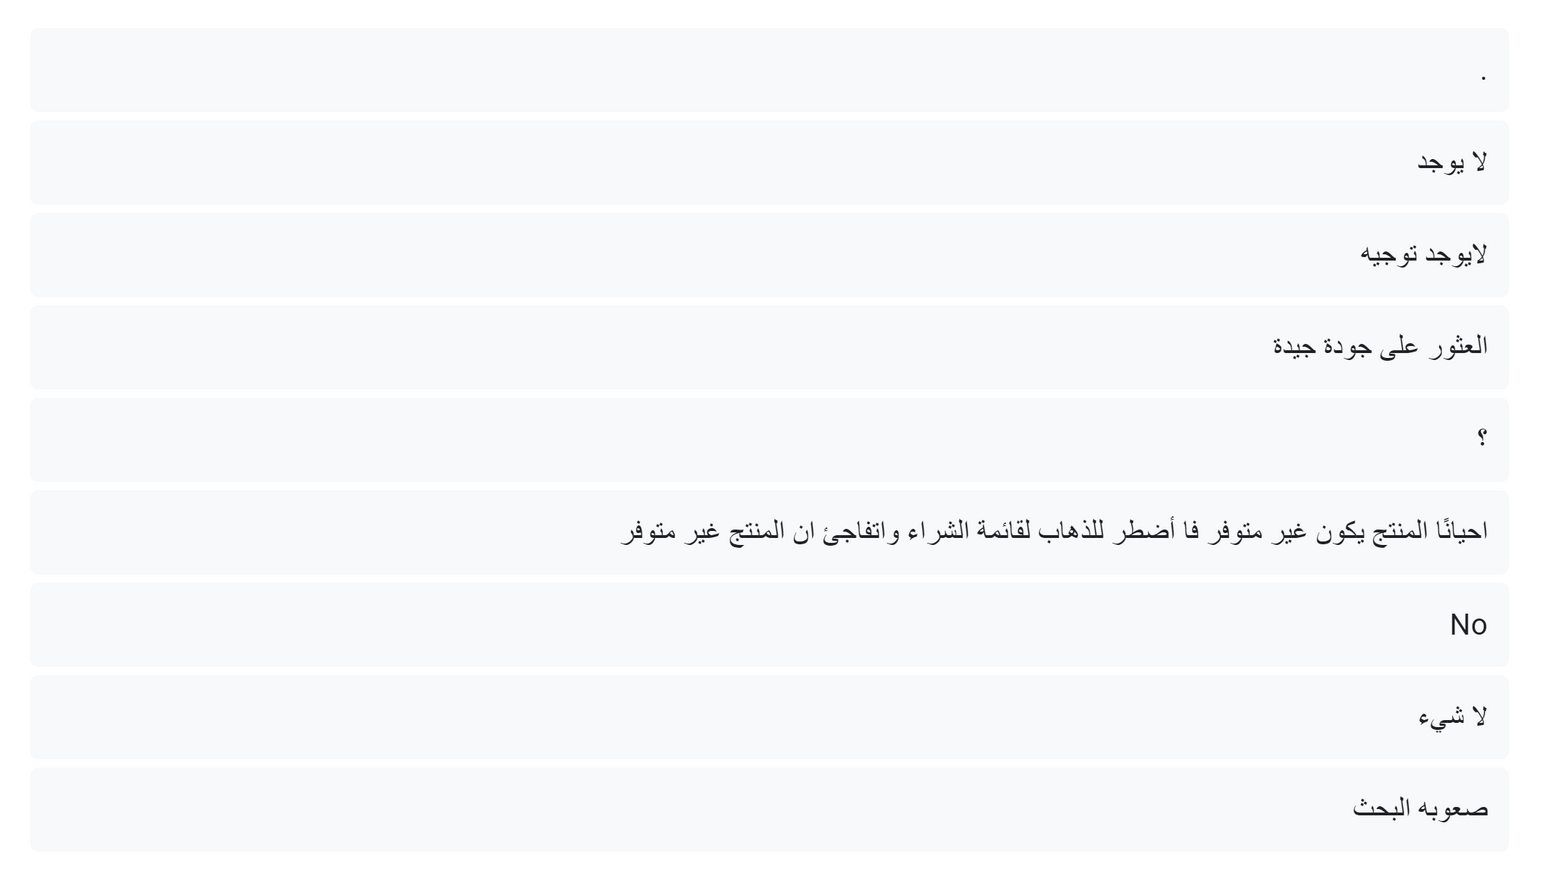 .
لا يوجد
لايوجد توجيه
العثور على جودة جيدة
؟
احيانًا المنتج يكون غير متوفر فا أضطر للذهاب لقائمة الشراء واتفاجئ ان المنتج غير متوفر
No
لا شيء
صعوبه البحث